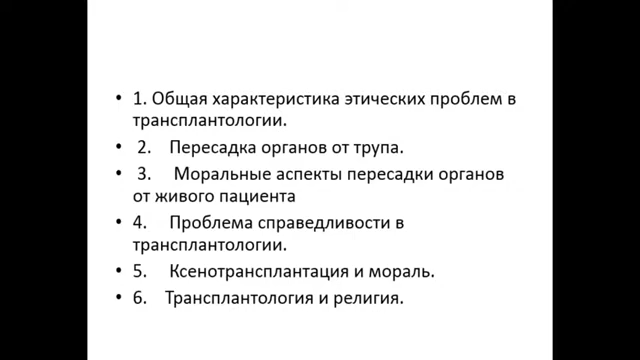 • 1. Общая характеристика этических проблем в
трансплантологии.
• 2. Пересадка органов от трупа.
• 3. Моральные аспекты пересадки органов
от живого пациента
• 4. Проблема справедливости в
трансплантологии.
• 5. Ксенотрансплантация и мораль.
• 6. Трансплантология и религия.